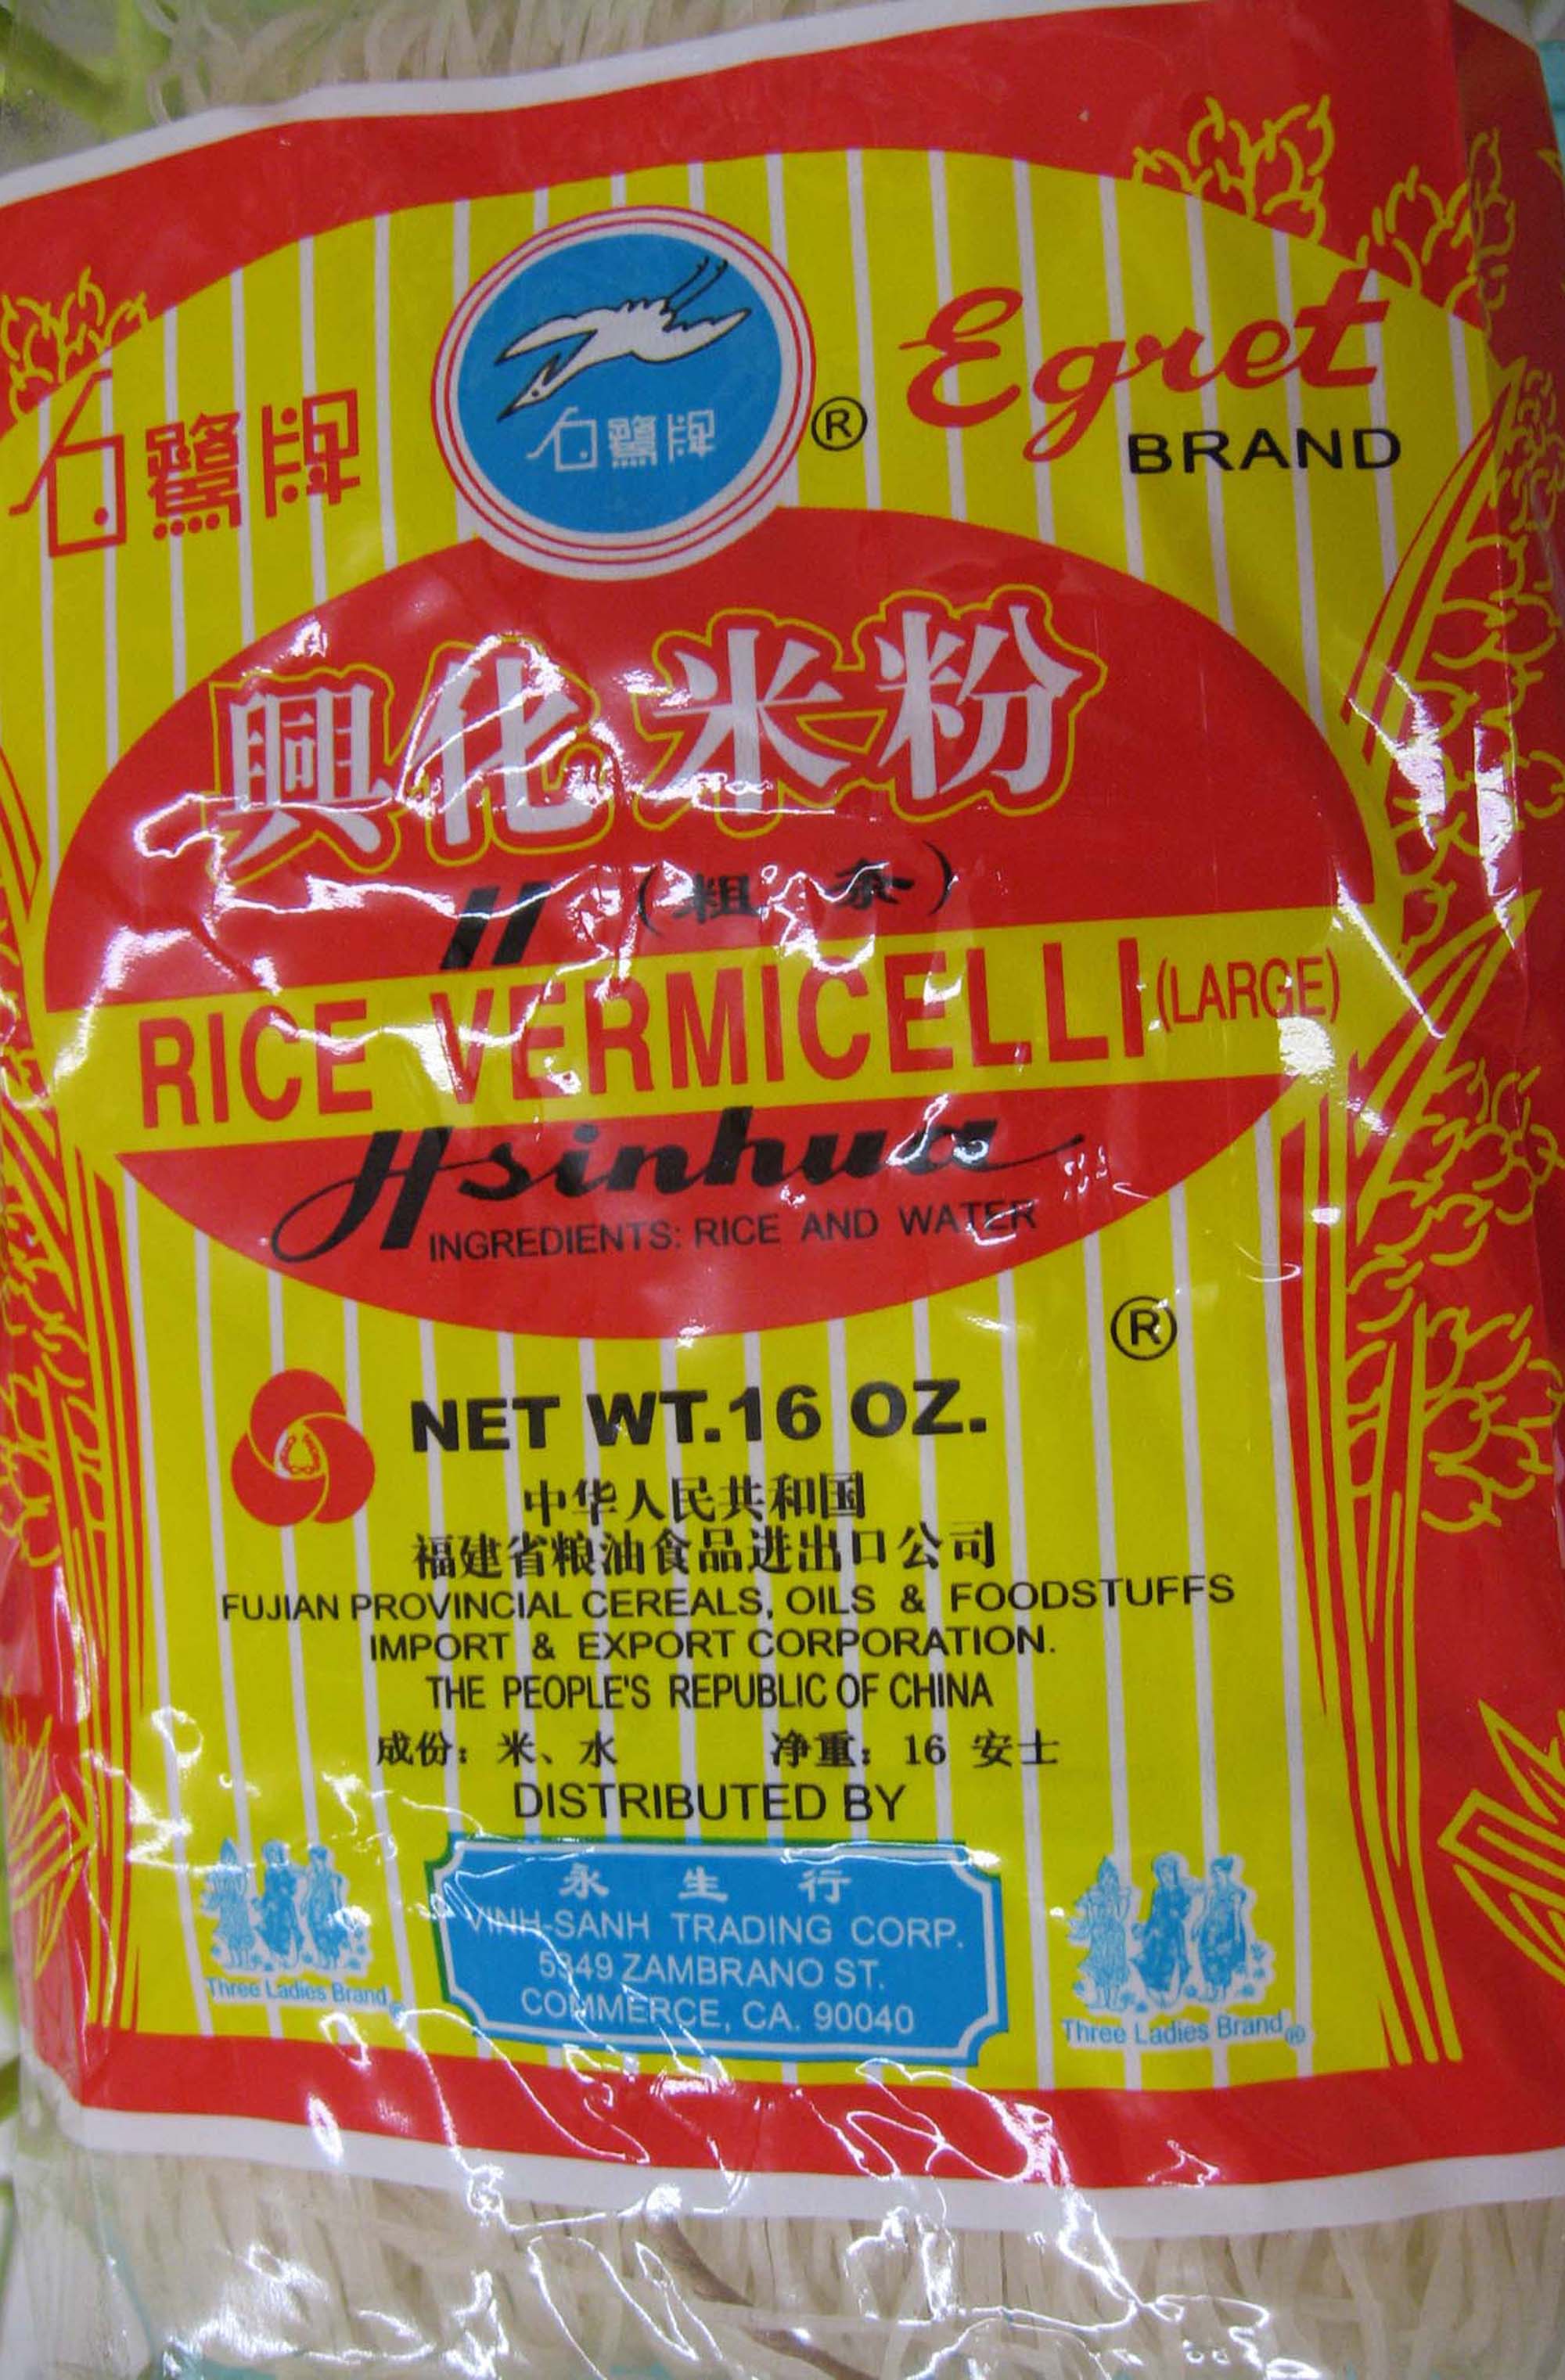 白鷺牌
白鷺牌
®
Egret
BRAND
興化米粉
(粗 条)
RICE VERMICELLI (LARGE)
Hsinhua
INGREDIENTS: RICE AND WATER
®
NET WT.16 OZ.
中华人民共和国
福建省粮油食品进出口公司
FUJIAN PROVINCIAL CEREALS, OILS & FOODSTUFFS
IMPORT & EXPORT CORPORATION.
THE PEOPLE'S REPUBLIC OF CHINA
成份：米、水 净重：16 安士
DISTRIBUTED BY
永生行
VINH-SANH TRADING CORP.
ZAMBRANO ST.
COMMERCE, CA. 90040
Three Ladies Brand
Three Ladies Brand ®